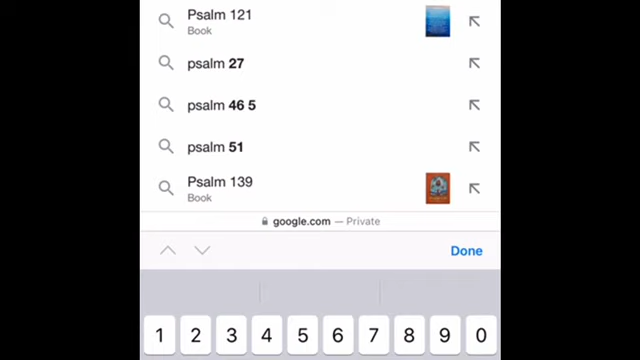 Psalm 121
Book
psalm 27
psalm 46 5
psalm 51
Psalm 139
Book
google.com — Private
Done
1 2 3 4 5 6 7 8 9 0